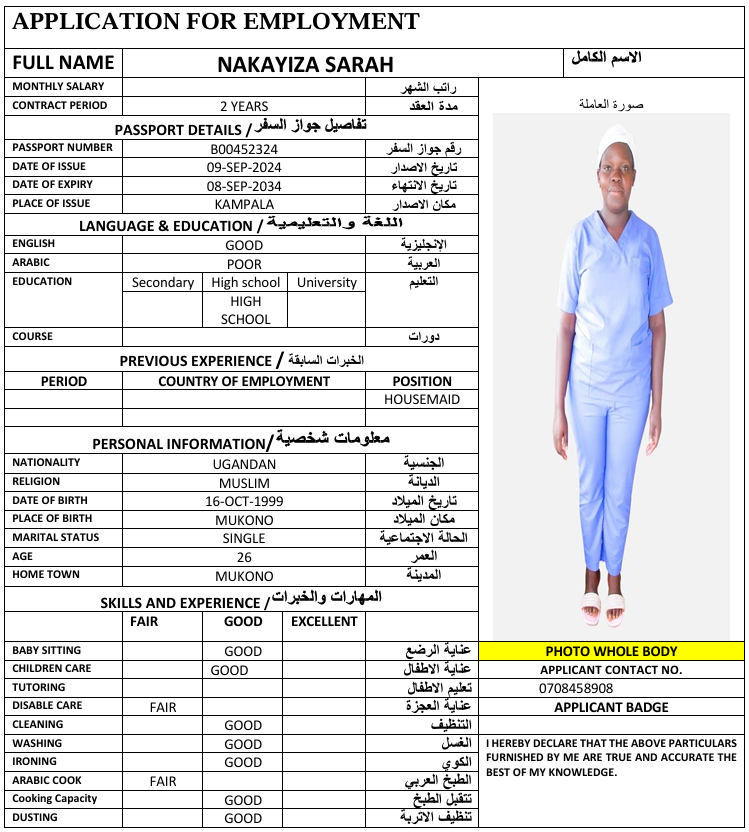 APPLICATION FOR EMPLOYMENT
FULL NAME NAKAYIZA SARAH الاسم الكامل
MONTHLY SALARY راتب الشهر
CONTRACT PERIOD 2 YEARS مدة العقد
صورة العاملة
PASSPORT DETAILS / تفاصيل جواز السفر
PASSPORT NUMBER B00452324 رقم جواز السفر
DATE OF ISSUE 09-SEP-2024 تاريخ الاصدار
DATE OF EXPIRY 08-SEP-2034 تاريخ الانتهاء
PLACE OF ISSUE KAMPALA مكان الاصدار
LANGUAGE & EDUCATION / اللغة والتعليمية
ENGLISH GOOD الإنجليزية
ARABIC POOR العربية
EDUCATION Secondary High school University التعليم
HIGH
SCHOOL
COURSE دورات
PREVIOUS EXPERIENCE / الخبرات السابقة
PERIOD COUNTRY OF EMPLOYMENT POSITION
HOUSEMAID
PERSONAL INFORMATION/ معلومات شخصية
NATIONALITY UGANDAN الجنسية
RELIGION MUSLIM الديانة
DATE OF BIRTH 16-OCT-1999 تاريخ الميلاد
PLACE OF BIRTH MUKONO مكان الميلاد
MARITAL STATUS SINGLE الحالة الاجتماعية
AGE 26 العمر
HOME TOWN MUKONO المدينة
SKILLS AND EXPERIENCE / المهارات والخبرات
FAIR GOOD EXCELLENT
BABY SITTING GOOD عناية الرضع
CHILDREN CARE GOOD عناية الاطفال
TUTORING تعليم الاطفال
DISABLE CARE FAIR عناية العجزة
CLEANING GOOD التنظيف
WASHING GOOD الغسل
IRONING GOOD الكوي
ARABIC COOK FAIR الطبخ العربي
Cooking Capacity GOOD تتقبل الطبخ
DUSTING GOOD تنظيف الاتربة
PHOTO WHOLE BODY
APPLICANT CONTACT NO.
0708458908
APPLICANT BADGE
I HEREBY DECLARE THAT THE ABOVE PARTICULARS
FURNISHED BY ME ARE TRUE AND ACCURATE THE
BEST OF MY KNOWLEDGE.